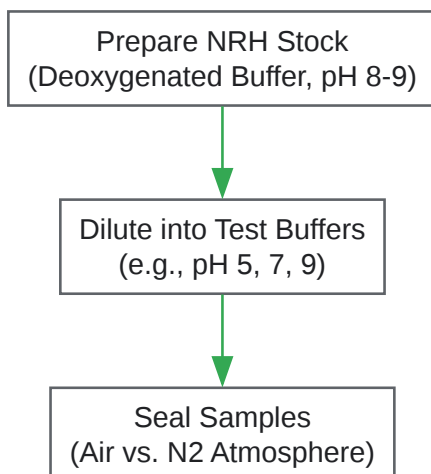 Prepare NRH Stock
(Deoxygenated Buffer, pH 8-9)
Dilute into Test Buffers
(e.g., pH 5, 7, 9)
Seal Samples
(Air vs. N2 Atmosphere)